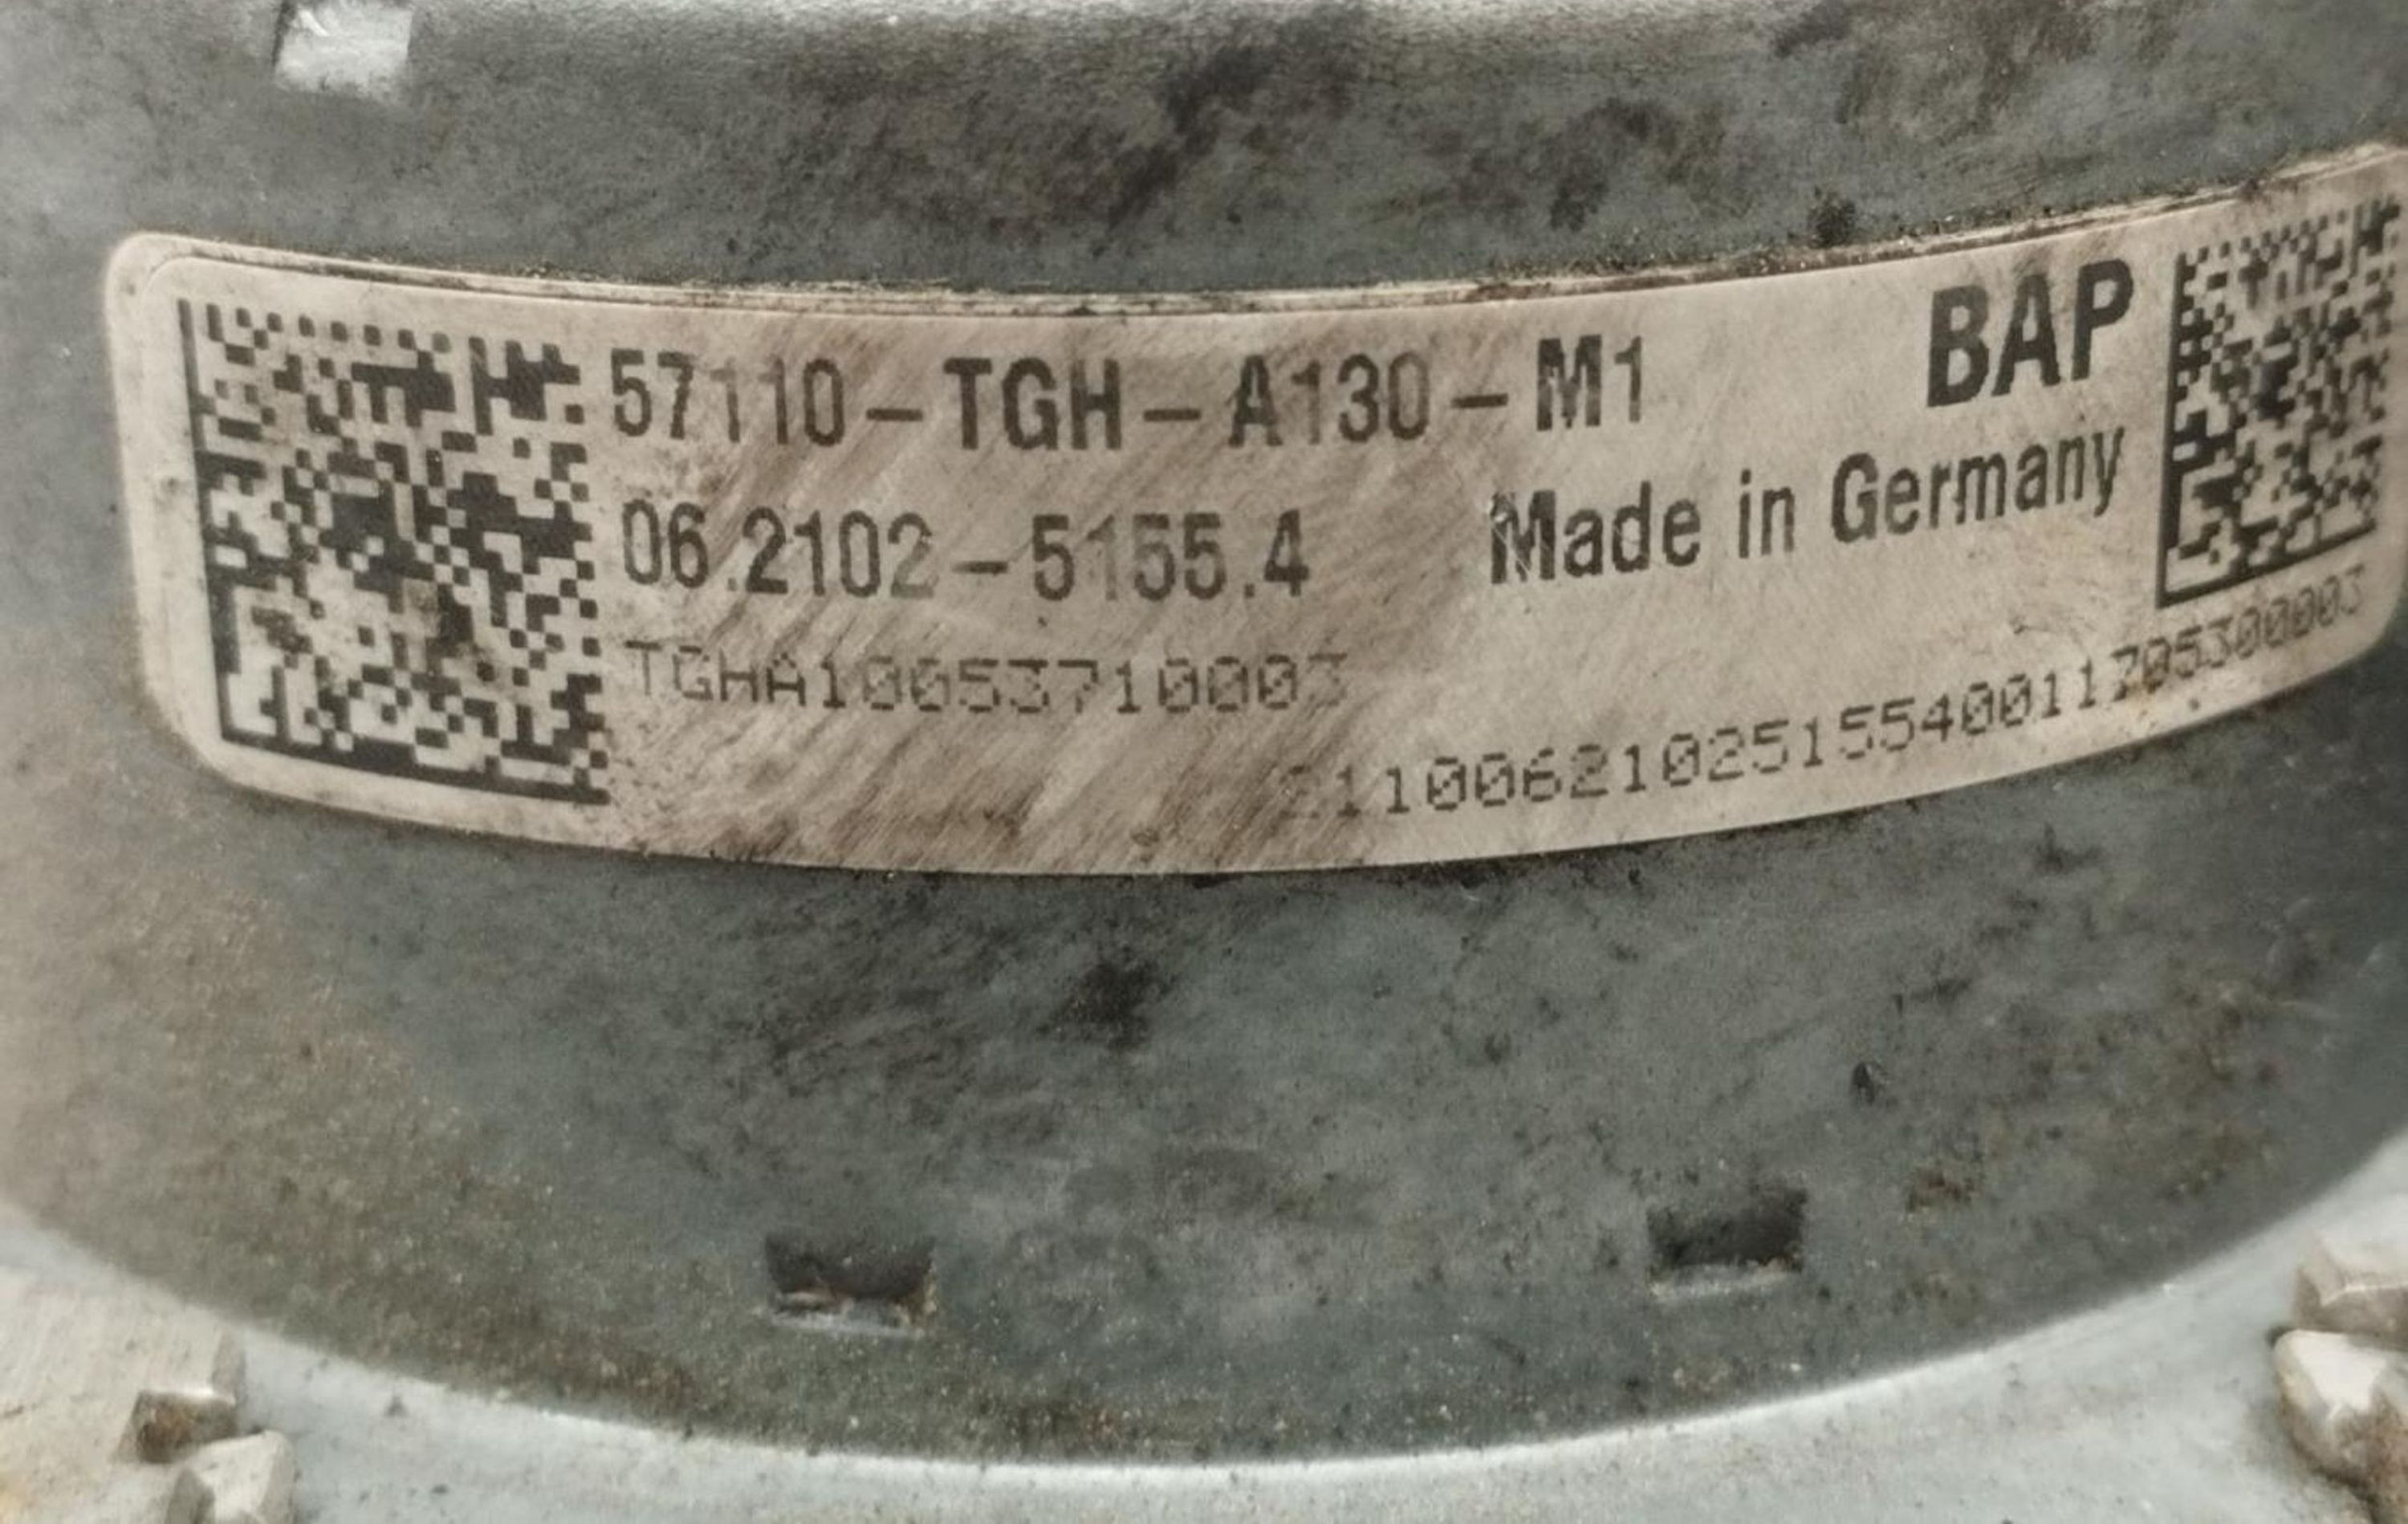 57110-TGH-A130-M1
BAP
06.2102-5155.4
Made in Germany
TGHA10053710003